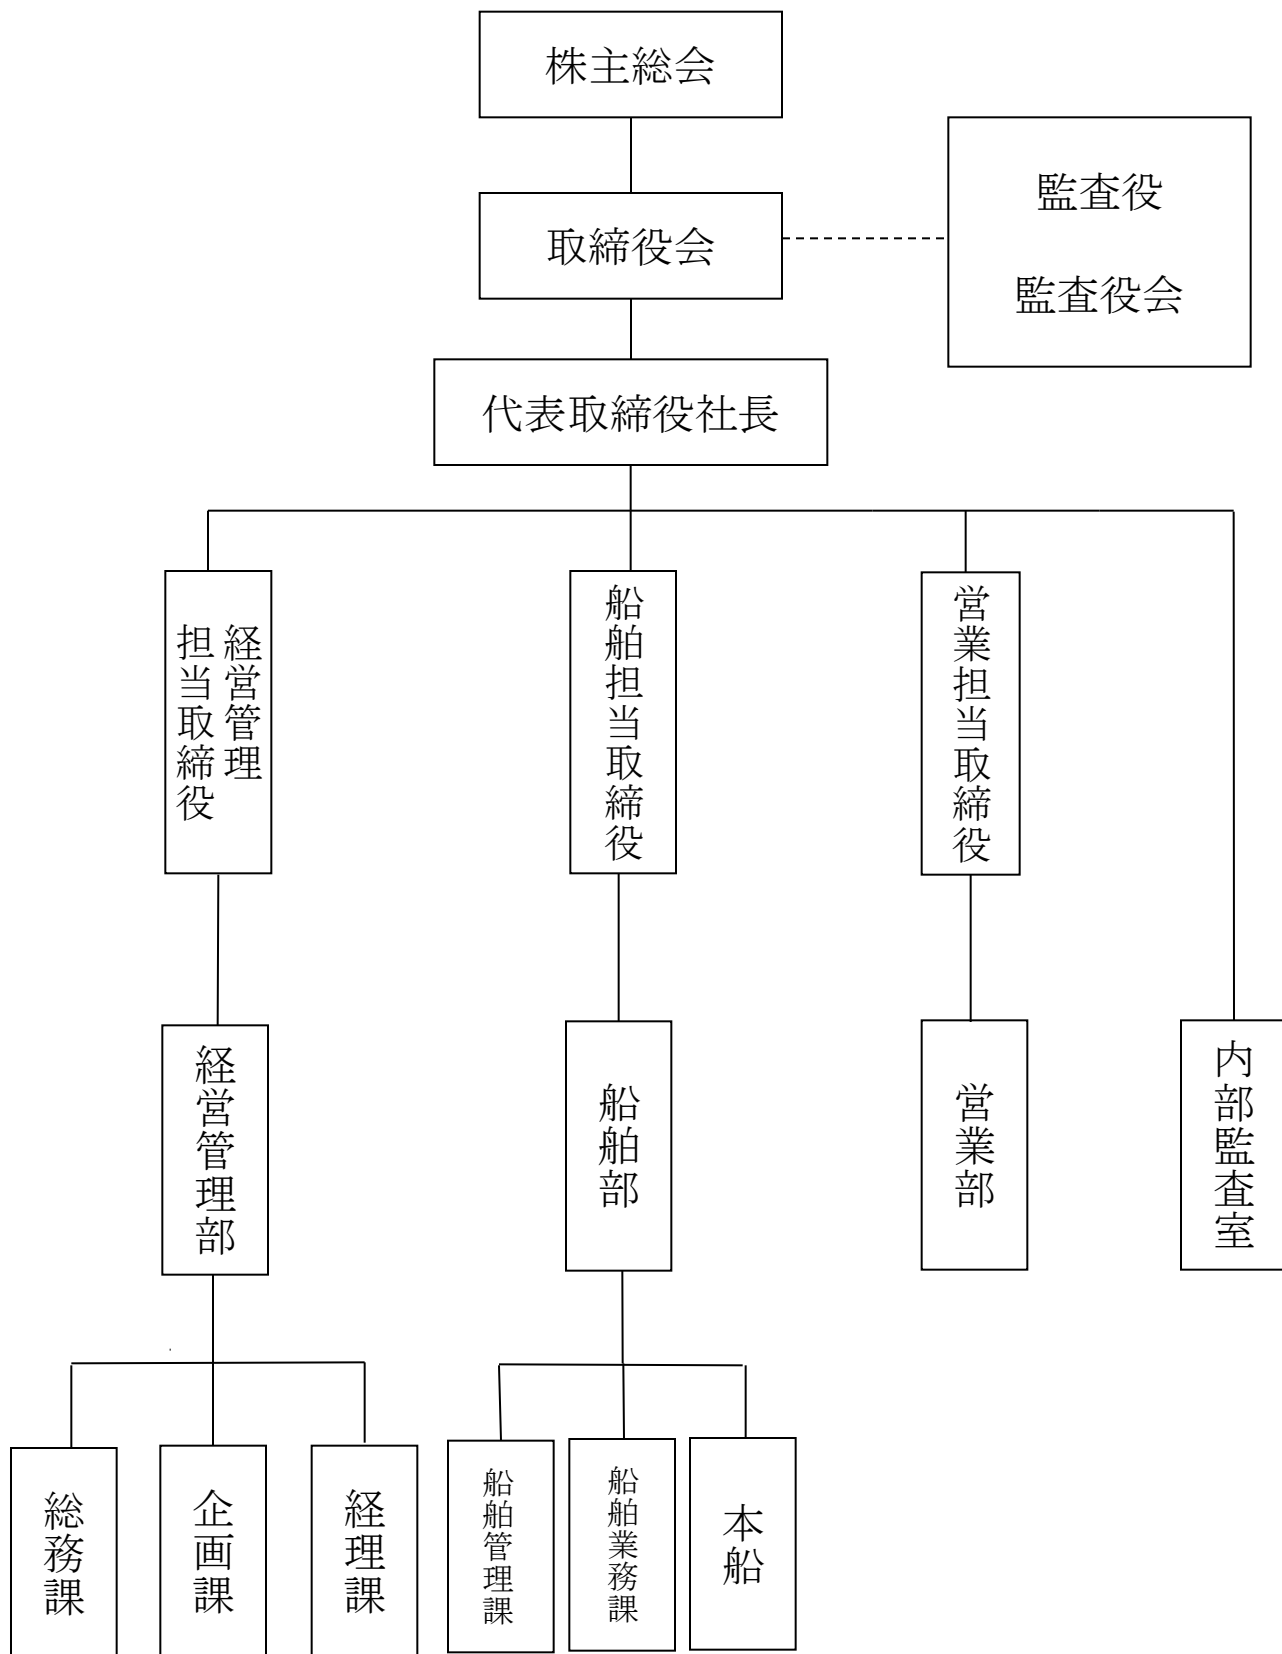 株主総会
監査役
監査役会
取締役会
代表取締役社長
経営管理
担当取締役
船舶担当取締役
営業担当取締役
経営管理部
船舶部
営業部
内部監査室
総務課
企画課
経理課
船舶管理課
船舶業務課
本船